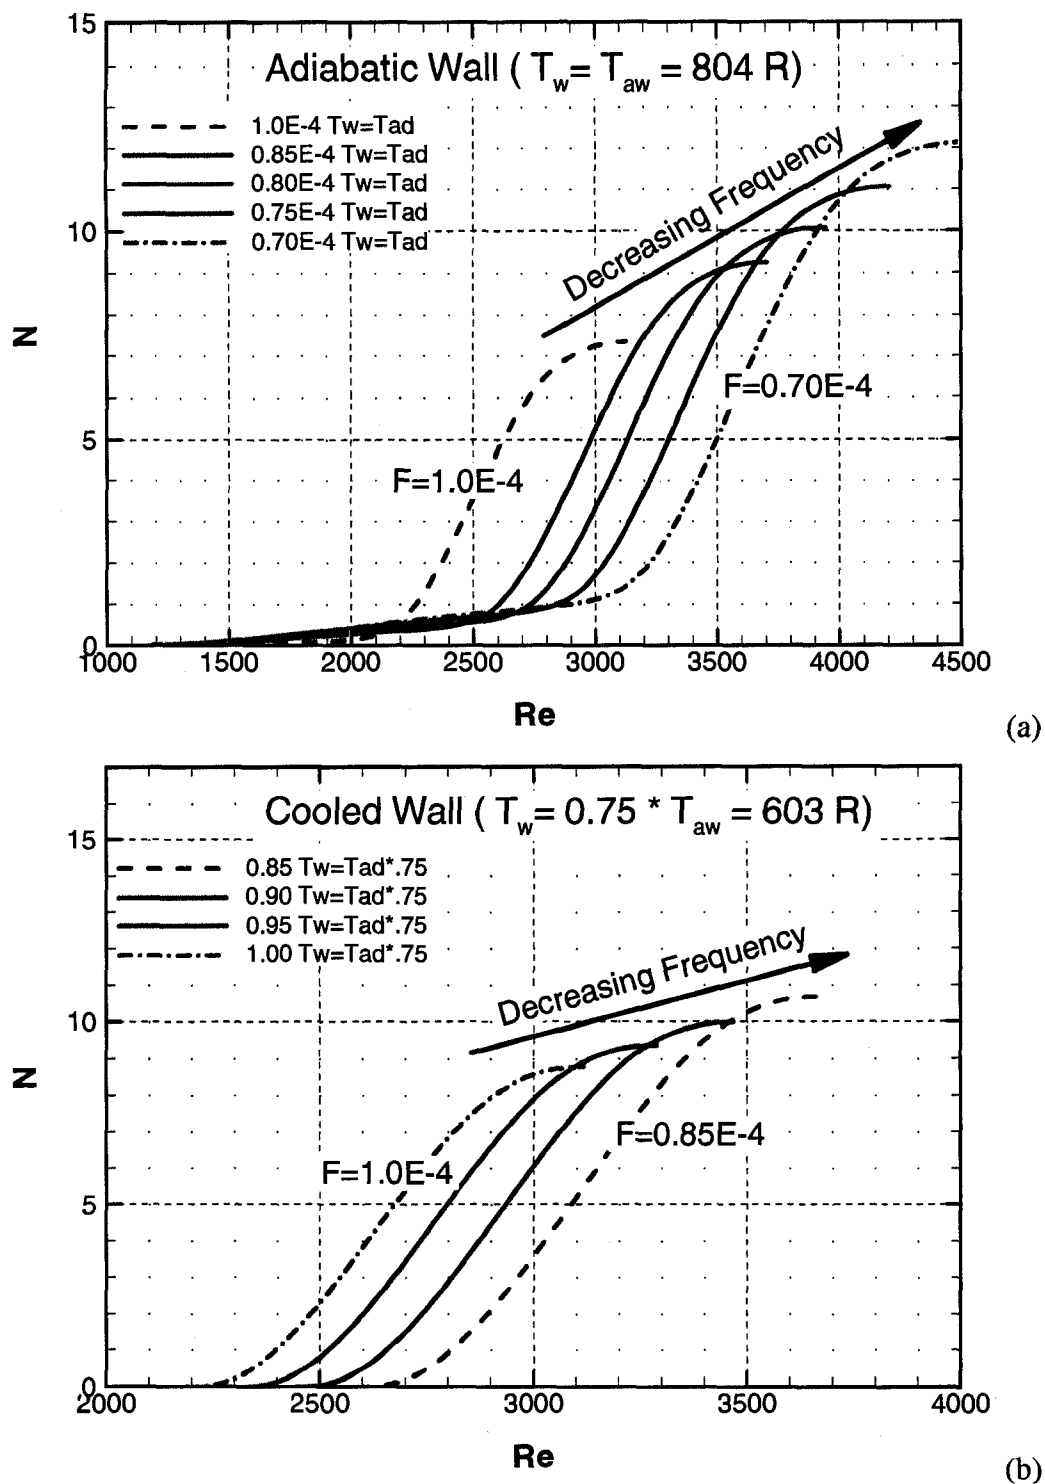 15
Adiabatic Wall ( Tw= Taw = 804 R)
1.0E-4 Tw=Tad
0.85E-4 Tw=Tad
0.80E-4 Tw=Tad
0.75E-4 Tw=Tad
0.70E-4 Tw=Tad
Decreasing Frequency
10
N
F=0.70E-4
5
F=1.0E-4
0
1000 1500 2000 2500 3000 3500 4000 4500
Re
(a)
Cooled Wall ( Tw= 0.75 * Taw = 603 R)
15
0.85 Tw=Tad*.75
0.90 Tw=Tad*.75
0.95 Tw=Tad*.75
1.00 Tw=Tad*.75
Decreasing Frequency
10
N
F=0.85E-4
F=1.0E-4
5
0
2000 2500 3000 3500 4000
Re
(b)